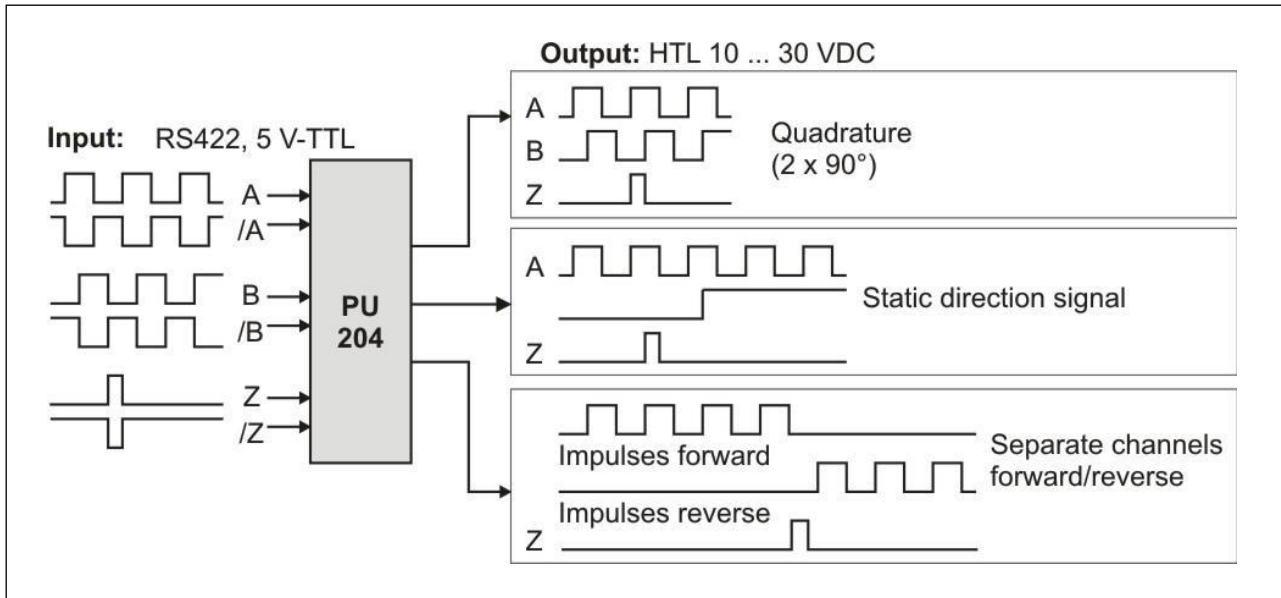 Output: HTL 10 ... 30 VDC
Input: RS422, 5 V-TTL
A
/A
B
/B
Z
/Z
PU
204
A
B
Z
Quadrature
(2 x 90°)
A
Z
Static direction signal
Impulses forward
Impulses reverse
Z
Separate channels
forward/reverse